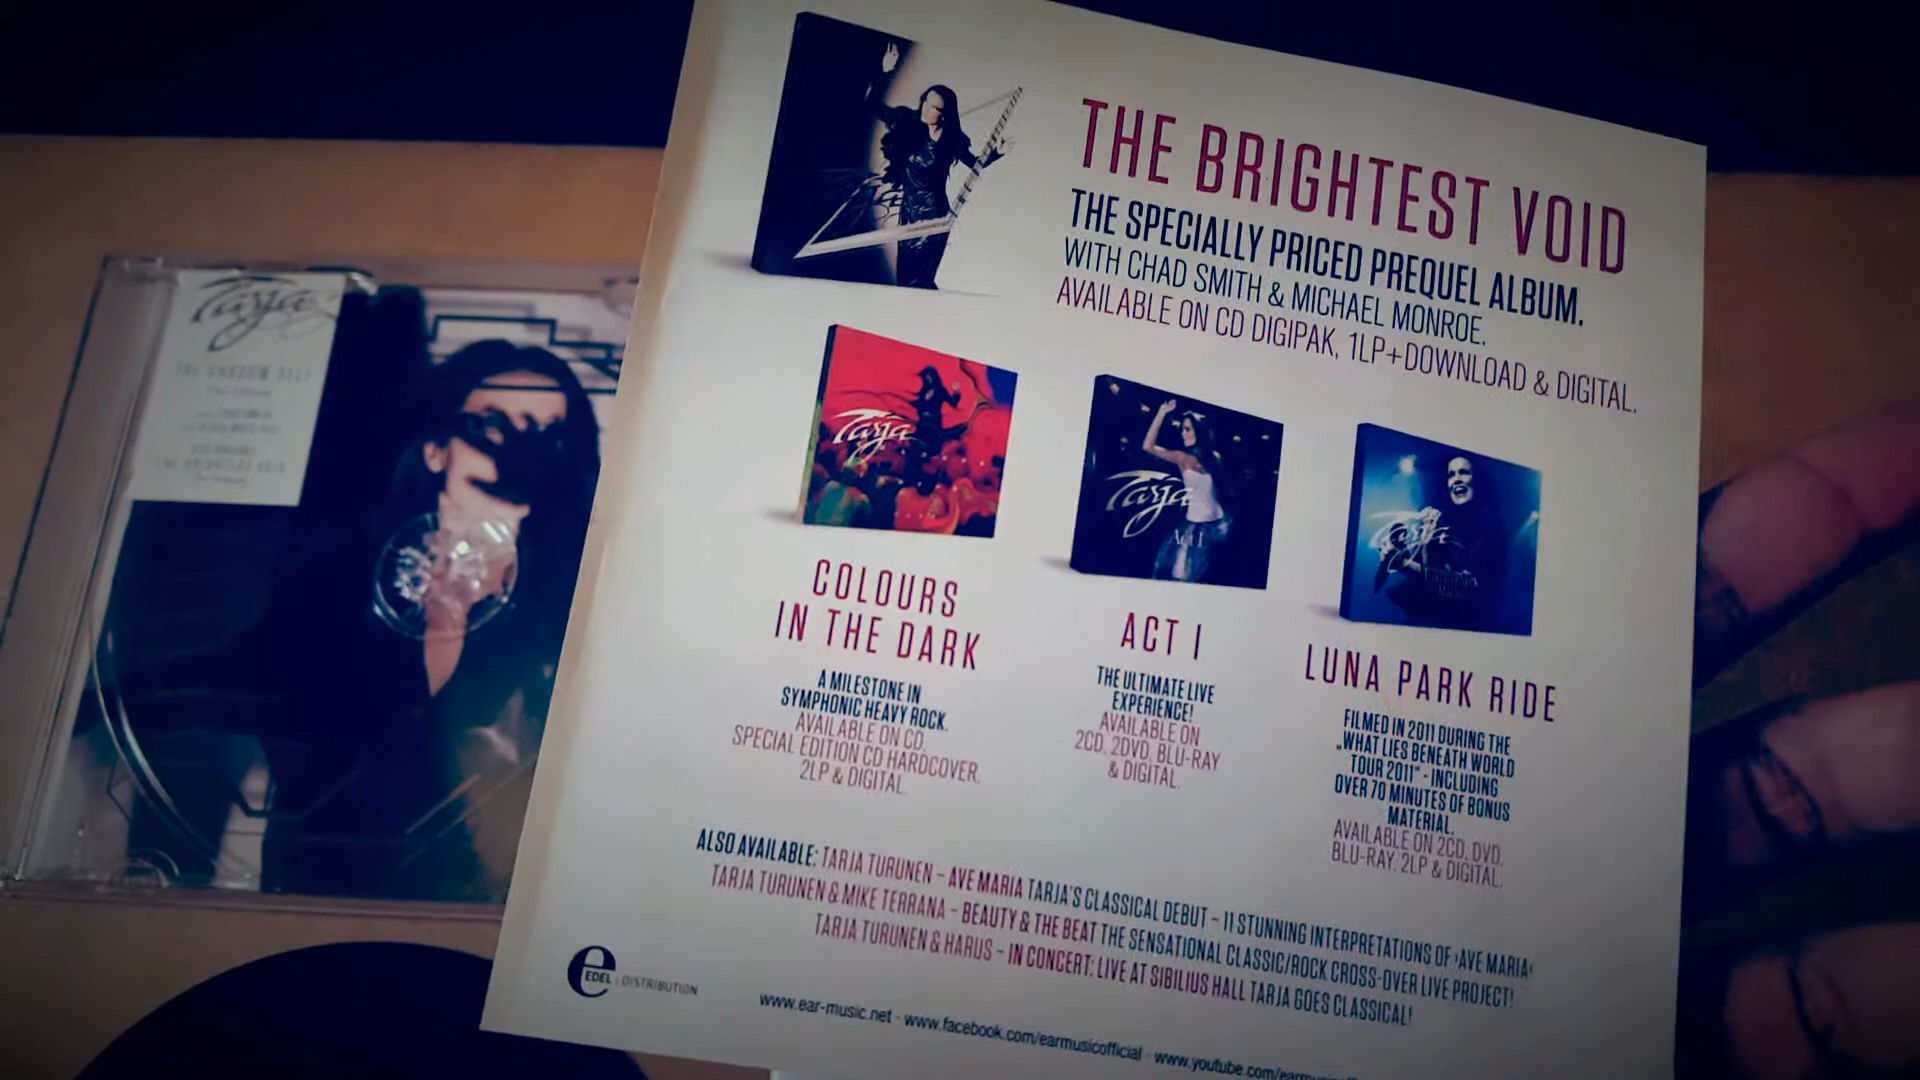 Tarja
THE SHADOW SELF
THE BRIGHTEST VOID
THE BRIGHTEST VOID
THE SPECIALLY PRICED PREQUEL ALBUM.
WITH CHAD SMITH & MICHAEL MONROE.
AVAILABLE ON CD DIGIPAK, 1LP+DOWNLOAD & DIGITAL.
Tarja
COLOURS
IN THE DARK
A MILESTONE IN
SYMPHONIC HEAVY ROCK.
AVAILABLE ON CD,
SPECIAL EDITION CD HARDCOVER,
2LP & DIGITAL.
Tarja
Act I
ACT I
THE ULTIMATE LIVE
EXPERIENCE!
AVAILABLE ON
2CD, 2DVD, BLU-RAY
& DIGITAL.
Tarja
LUNA PARK RIDE
FILMED IN 2011 DURING THE
„WHAT LIES BENEATH WORLD
TOUR 2011" - INCLUDING
OVER 70 MINUTES OF BONUS
MATERIAL.
AVAILABLE ON 2CD, DVD,
BLU-RAY, 2LP & DIGITAL.
ALSO AVAILABLE: TARJA TURUNEN – AVE MARIA TARJA'S CLASSICAL DEBUT – 11 STUNNING INTERPRETATIONS OF ›AVE MARIA‹
TARJA TURUNEN & MIKE TERRANA – BEAUTY & THE BEAT THE SENSATIONAL CLASSIC/ROCK CROSS-OVER LIVE PROJECT!
TARJA TURUNEN & HARUS – IN CONCERT: LIVE AT SIBILIUS HALL TARJA GOES CLASSICAL!
e EDEL : DISTRIBUTION
www.ear-music.net · www.facebook.com/earmusicofficial · www.youtube.com/earmusicoffi